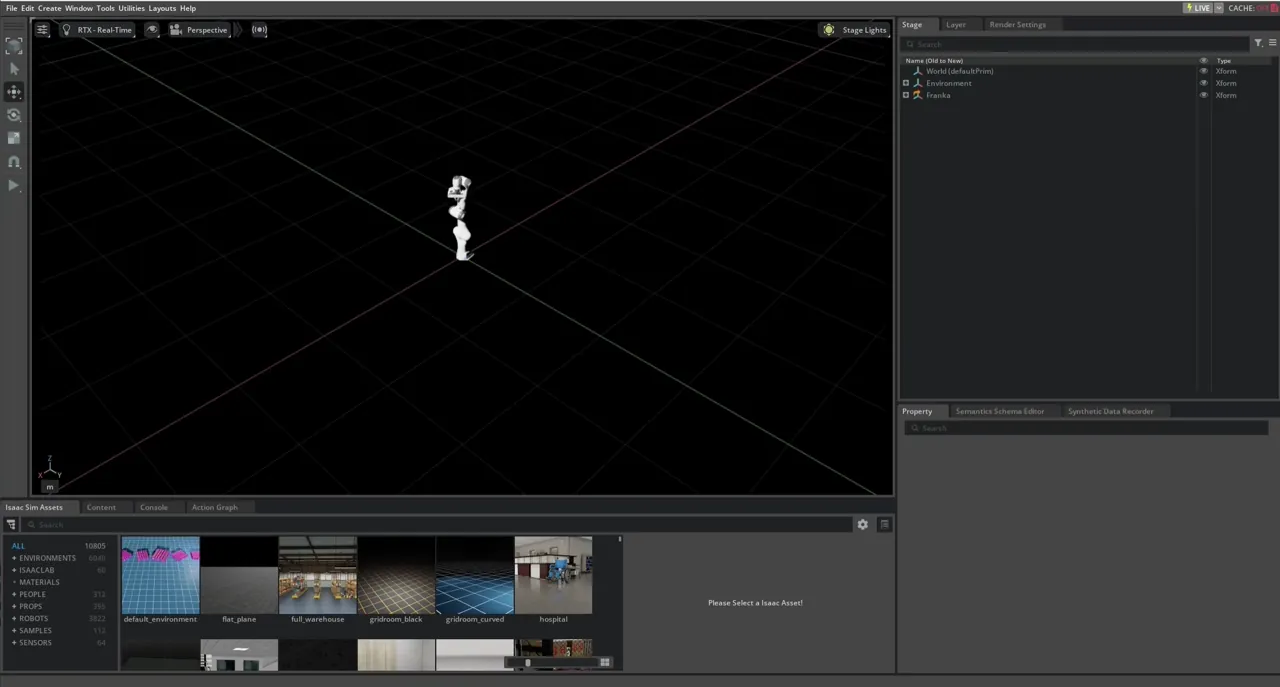 File Edit Create Window Tools Utilities Layouts Help
LIVE CACHE: OFF
RTX - Real-Time Perspective Stage Lights
Stage Layer Render Settings
Search
Name (Old to New) Type
World (defaultPrim) Xform
Environment Xform
Franka Xform
Z
X Y
m
Property Semantics Schema Editor Synthetic Data Recorder
Search
Isaac Sim Assets Content Console Action Graph
Search
ALL 10805
+ ENVIRONMENTS
+ ISAACLAB
MATERIALS
+ PEOPLE 312
+ PROPS
+ ROBOTS 3822
+ SAMPLES 112
+ SENSORS 64
default_environment flat_plane full_warehouse gridroom_black gridroom_curved hospital
Please Select a Isaac Asset!